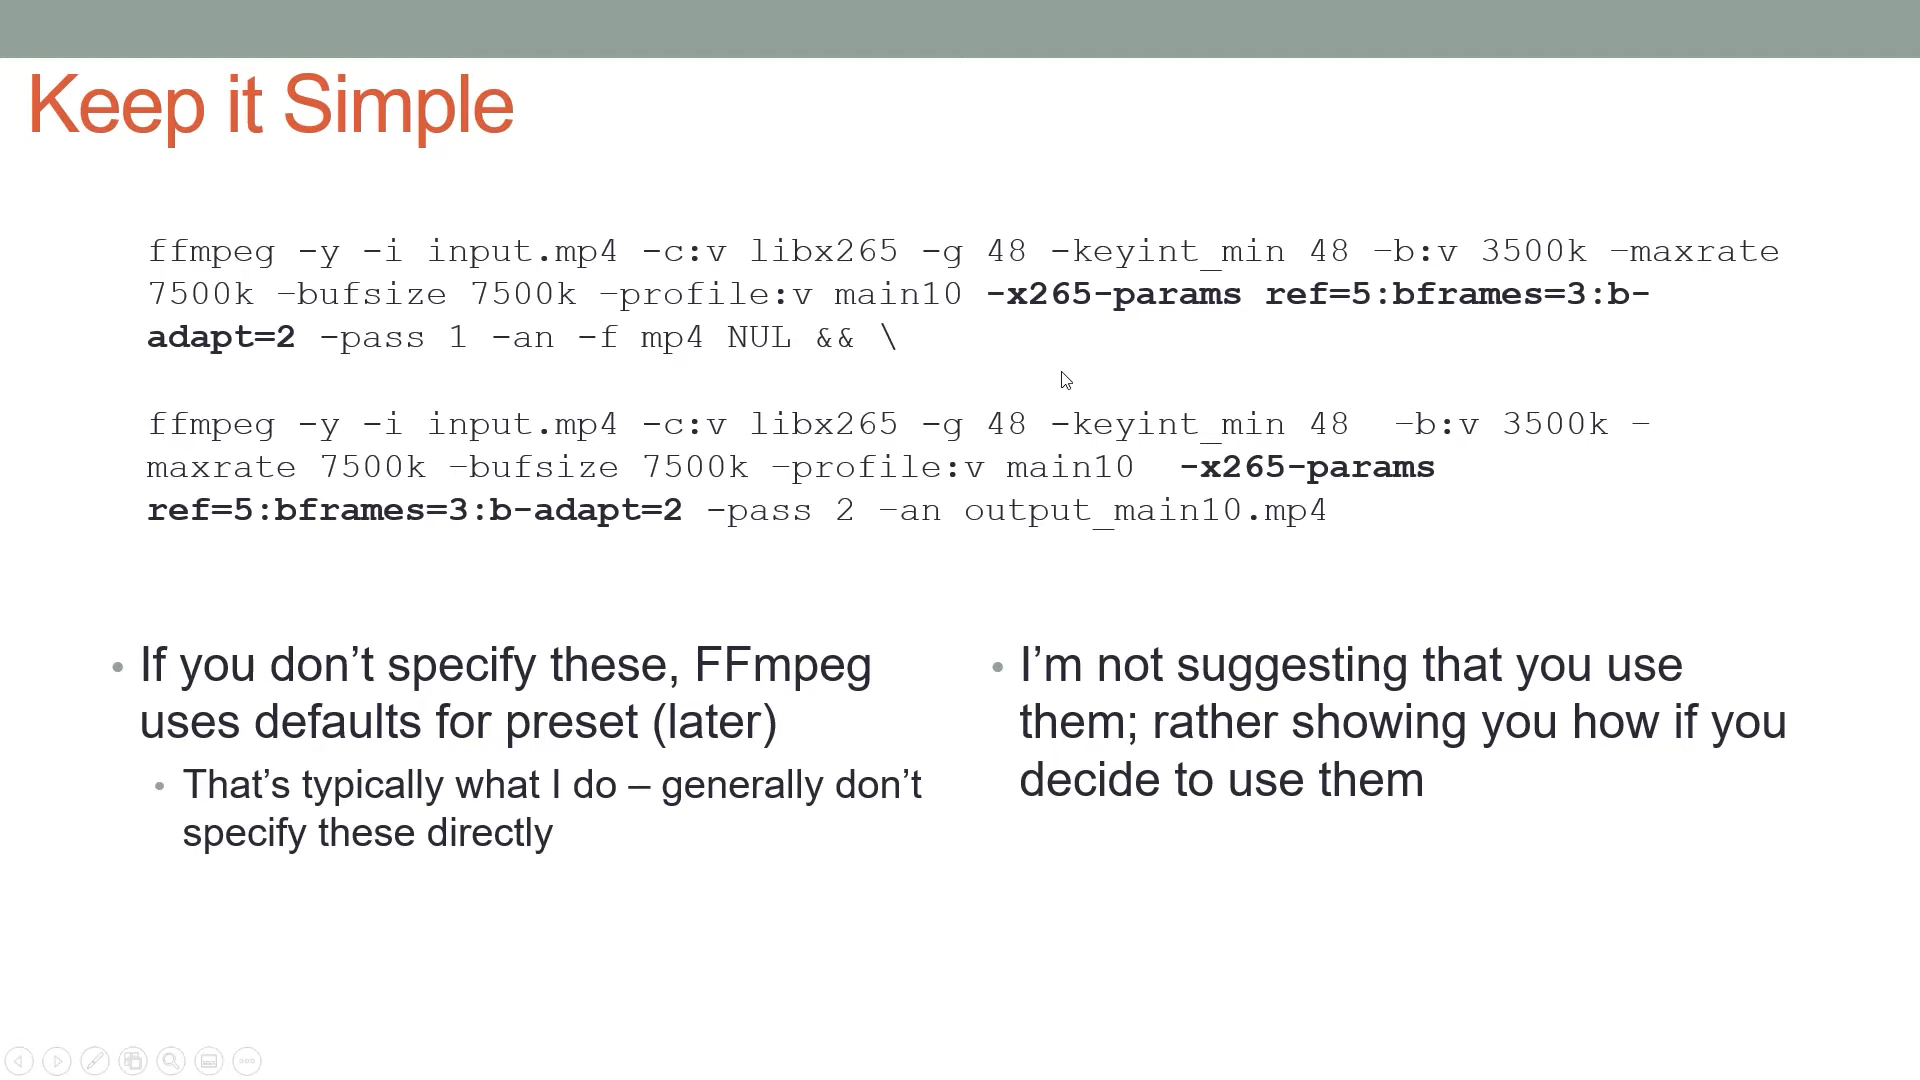 Keep it Simple
ffmpeg -y -i input.mp4 -c:v libx265 -g 48 -keyint_min 48 –b:v 3500k –maxrate
7500k –bufsize 7500k –profile:v main10 -x265-params ref=5:bframes=3:b-
adapt=2 -pass 1 -an -f mp4 NUL && \
ffmpeg -y -i input.mp4 -c:v libx265 -g 48 -keyint_min 48  –b:v 3500k –
maxrate 7500k –bufsize 7500k –profile:v main10  -x265-params
ref=5:bframes=3:b-adapt=2 -pass 2 –an output_main10.mp4
• If you don’t specify these, FFmpeg
uses defaults for preset (later)
• That’s typically what I do – generally don’t
specify these directly
• I’m not suggesting that you use
them; rather showing you how if you
decide to use them